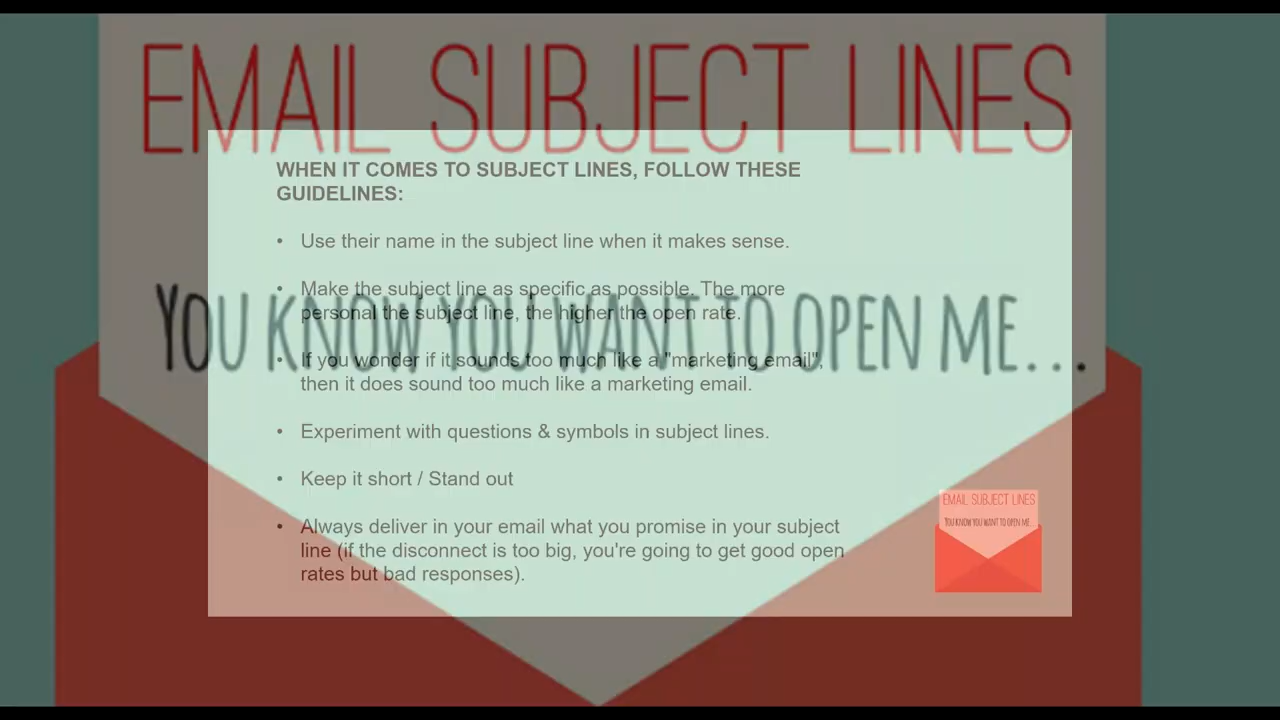 EMAIL SUBJECT LINES
WHEN IT COMES TO SUBJECT LINES, FOLLOW THESE
GUIDELINES:
• Use their name in the subject line when it makes sense.
• Make the subject line as specific as possible. The more
personal the subject line, the higher the open rate.
YOU KNOW YOU WANT TO OPEN ME...
• If you wonder if it sounds too much like a "marketing email",
then it does sound too much like a marketing email.
• Experiment with questions & symbols in subject lines.
• Keep it short / Stand out
• Always deliver in your email what you promise in your subject
line (if the disconnect is too big, you're going to get good open
rates but bad responses).
EMAIL SUBJECT LINES
YOU KNOW YOU WANT TO OPEN ME...